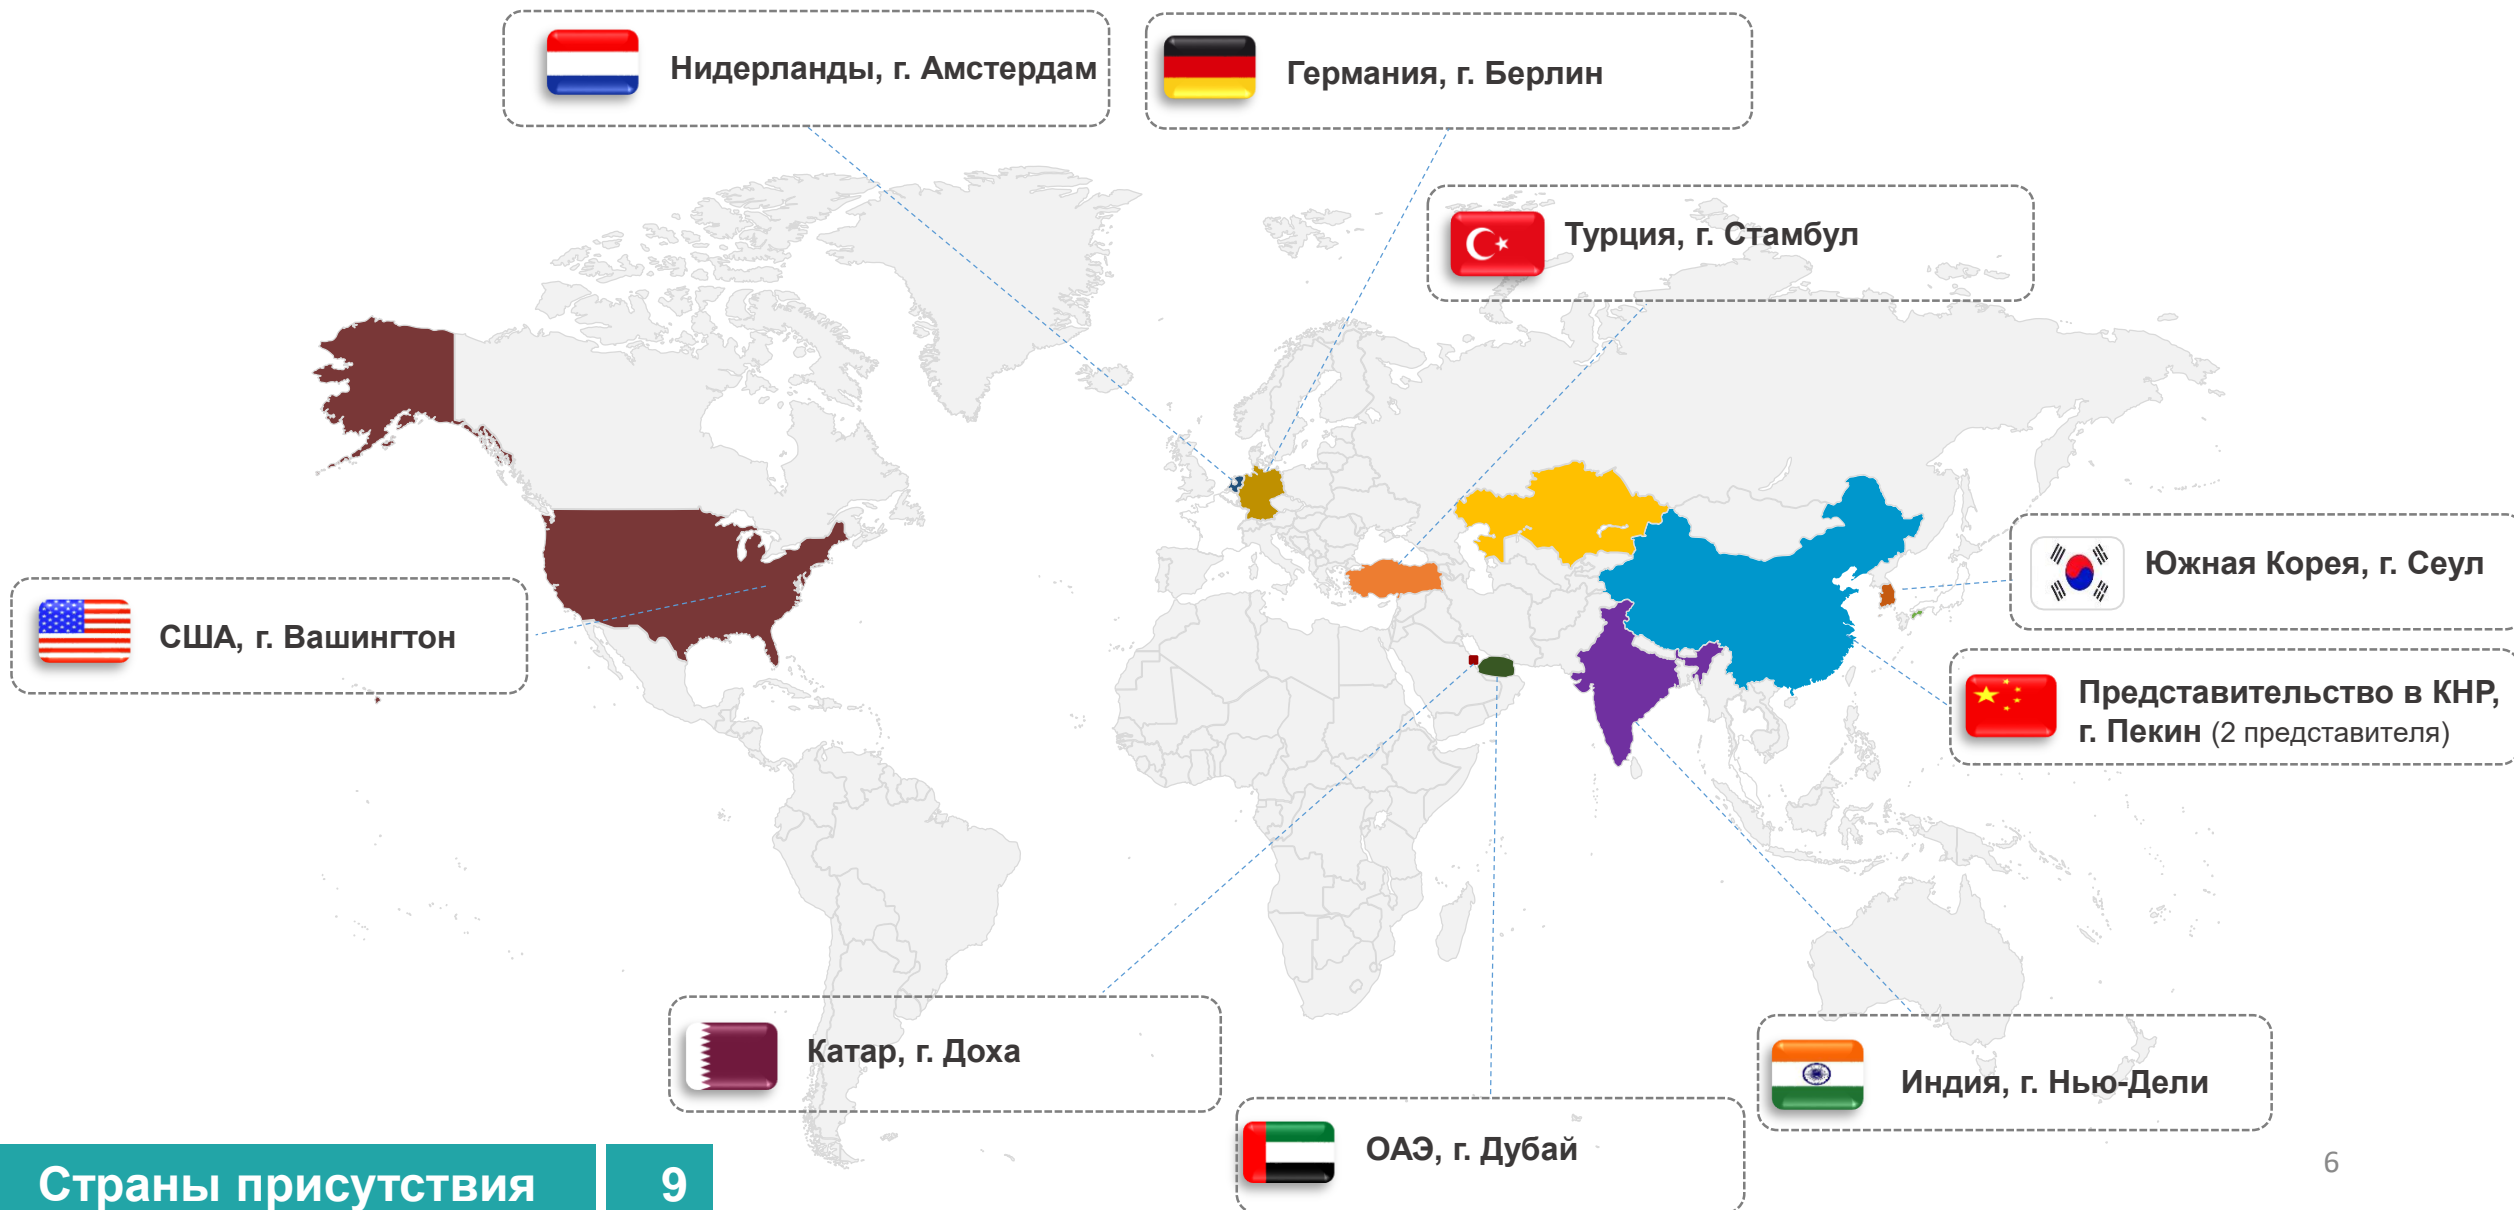 Нидерланды, г. Амстердам
Германия, г. Берлин
Турция, г. Стамбул
Южная Корея, г. Сеул
США, г. Вашингтон
Представительство в КНР,
г. Пекин (2 представителя)
Катар, г. Доха
Индия, г. Нью-Дели
ОАЭ, г. Дубай
6
Страны присутствия 9